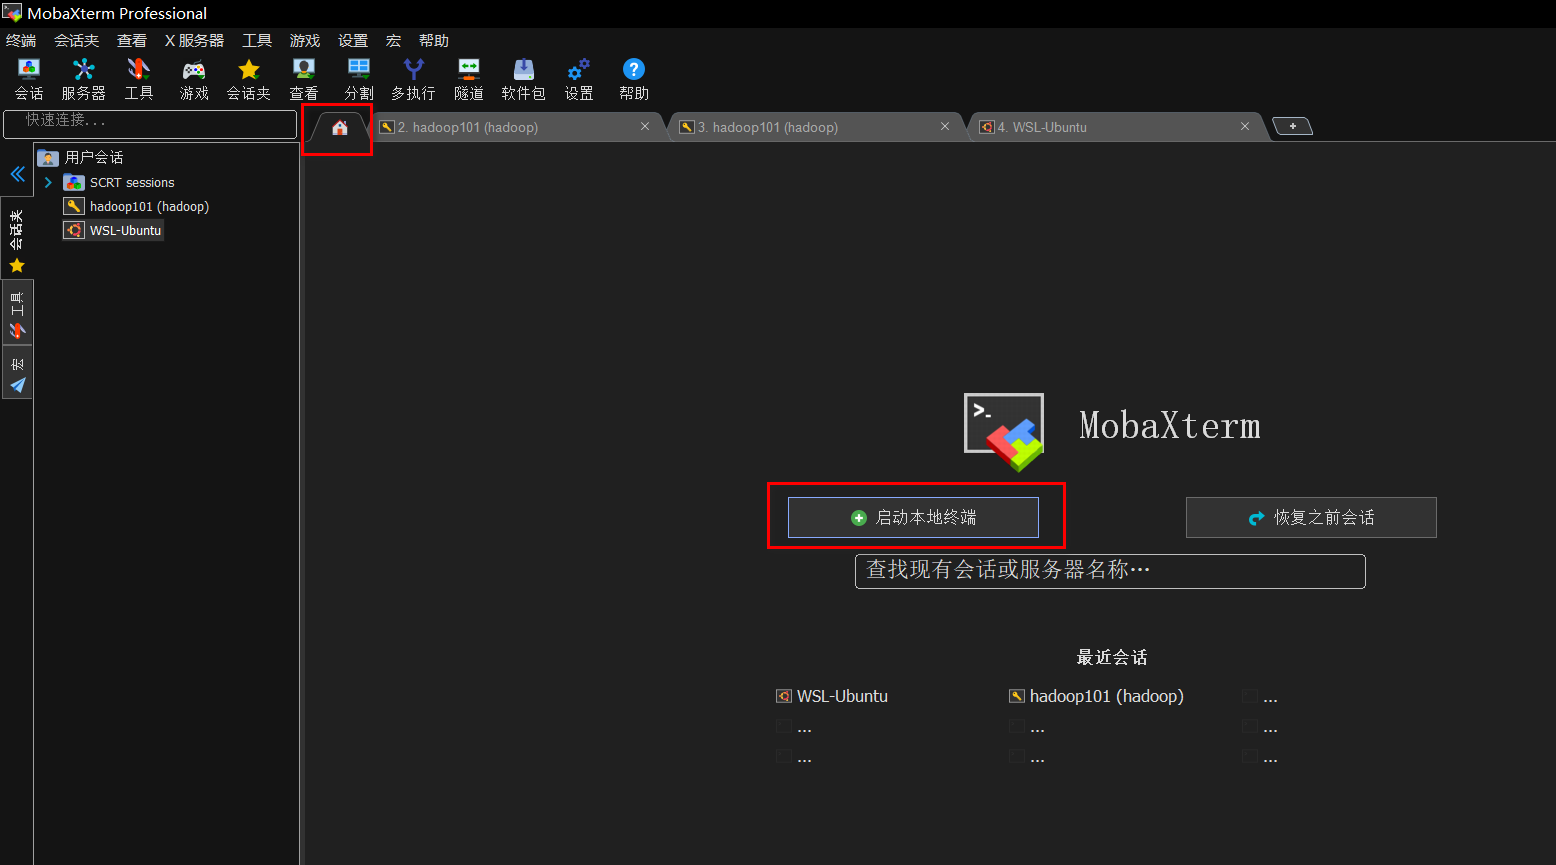 MobaXterm Professional
终端 会话夹 查看 X 服务器 工具 游戏 设置 宏 帮助
会话 服务器 工具 游戏 会话夹 查看 分割 多执行 隧道 软件包 设置 帮助
快速连接...
2. hadoop101 (hadoop) 3. hadoop101 (hadoop) 4. WSL-Ubuntu
用户会话
SCRT sessions
hadoop101 (hadoop)
WSL-Ubuntu
会话夹
工具
宏
>_
MobaXterm
启动本地终端 恢复之前会话
查找现有会话或服务器名称…
最近会话
WSL-Ubuntu hadoop101 (hadoop) ...
... ... ...
... ... ...